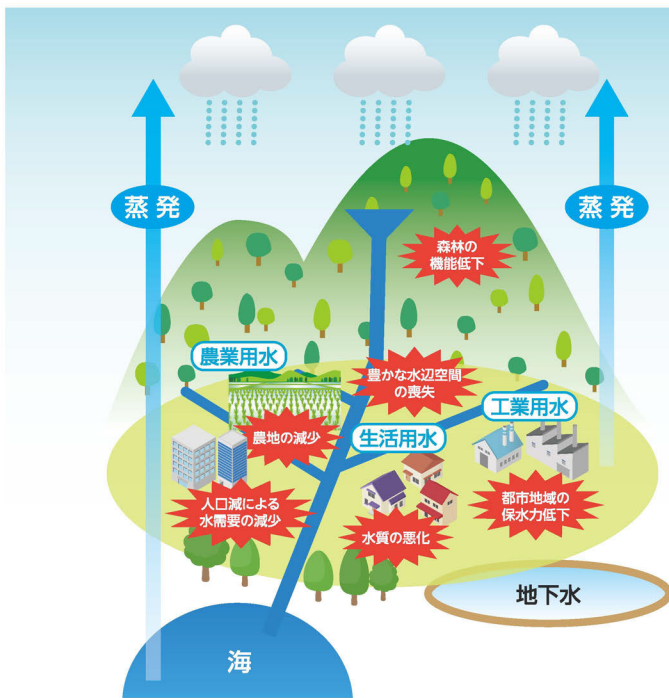 蒸発
蒸発
森林の
機能低下
農業用水
豊かな水辺空間
の喪失
工業用水
農地の減少
生活用水
人口減による
水需要の減少
都市地域の
保水力低下
水質の悪化
地下水
海